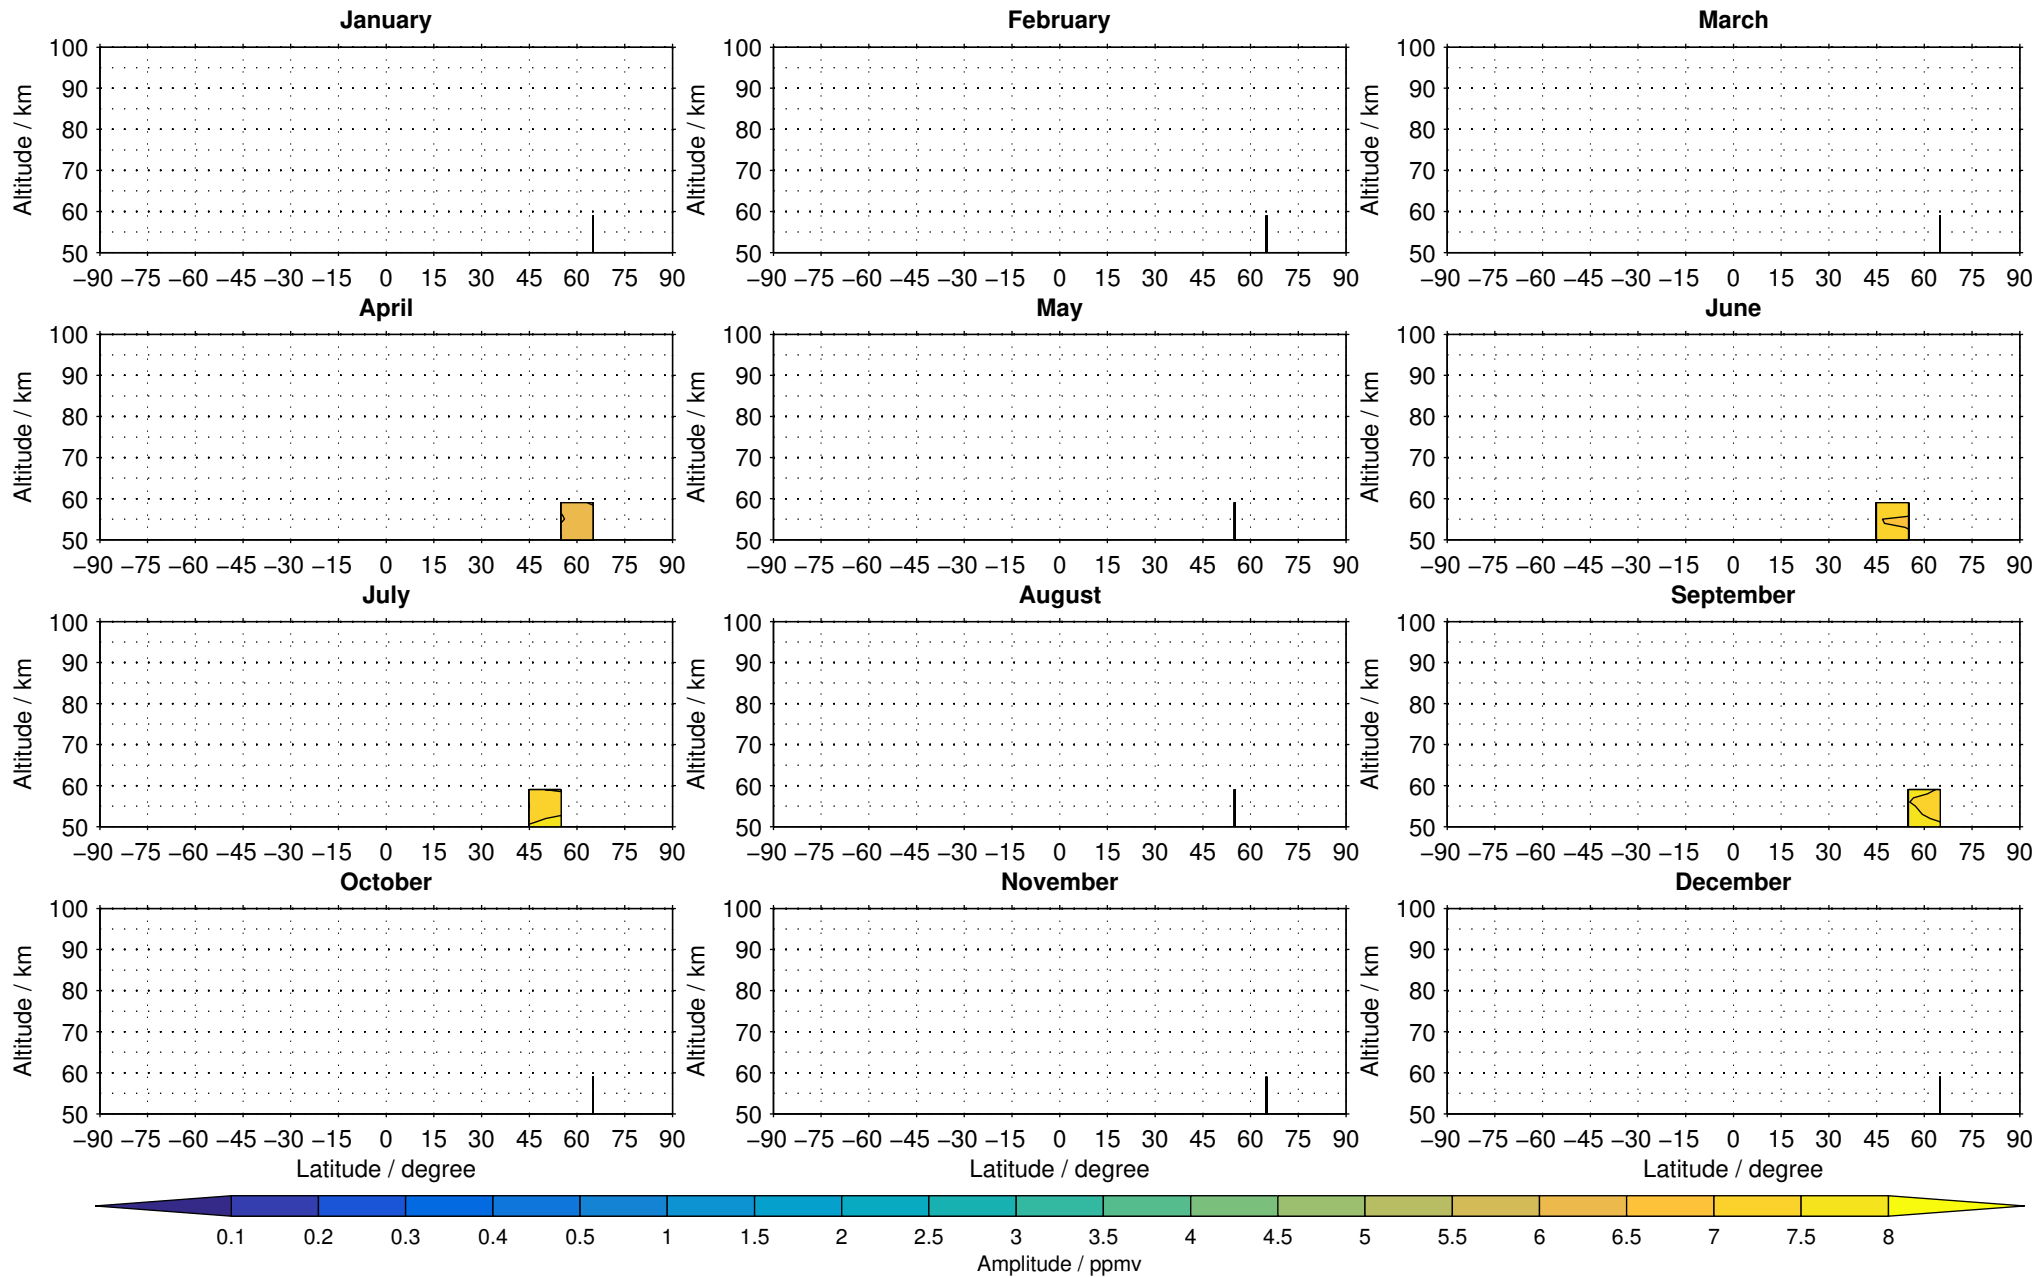 January February March
100 100 100
90 90 90
80 80 80
70 70 70
60 60 60
50 50 50
Altitude / km Altitude / km Altitude / km
−90 −75 −60 −45 −30 −15 0 15 30 45 60 75 90 −90 −75 −60 −45 −30 −15 0 15 30 45 60 75 90 −90 −75 −60 −45 −30 −15 0 15 30 45 60 75 90
April May June
100 100 100
90 90 90
80 80 80
70 70 70
60 60 60
50 50 50
Altitude / km Altitude / km Altitude / km
−90 −75 −60 −45 −30 −15 0 15 30 45 60 75 90 −90 −75 −60 −45 −30 −15 0 15 30 45 60 75 90 −90 −75 −60 −45 −30 −15 0 15 30 45 60 75 90
July August September
100 100 100
90 90 90
80 80 80
70 70 70
60 60 60
50 50 50
Altitude / km Altitude / km Altitude / km
−90 −75 −60 −45 −30 −15 0 15 30 45 60 75 90 −90 −75 −60 −45 −30 −15 0 15 30 45 60 75 90 −90 −75 −60 −45 −30 −15 0 15 30 45 60 75 90
October November December
100 100 100
90 90 90
80 80 80
70 70 70
60 60 60
50 50 50
Altitude / km Altitude / km Altitude / km
−90 −75 −60 −45 −30 −15 0 15 30 45 60 75 90 −90 −75 −60 −45 −30 −15 0 15 30 45 60 75 90 −90 −75 −60 −45 −30 −15 0 15 30 45 60 75 90
Latitude / degree Latitude / degree Latitude / degree
0.1 0.2 0.3 0.4 0.5 1 1.5 2 2.5 3 3.5 4 4.5 5 5.5 6 6.5 7 7.5 8
Amplitude / ppmv